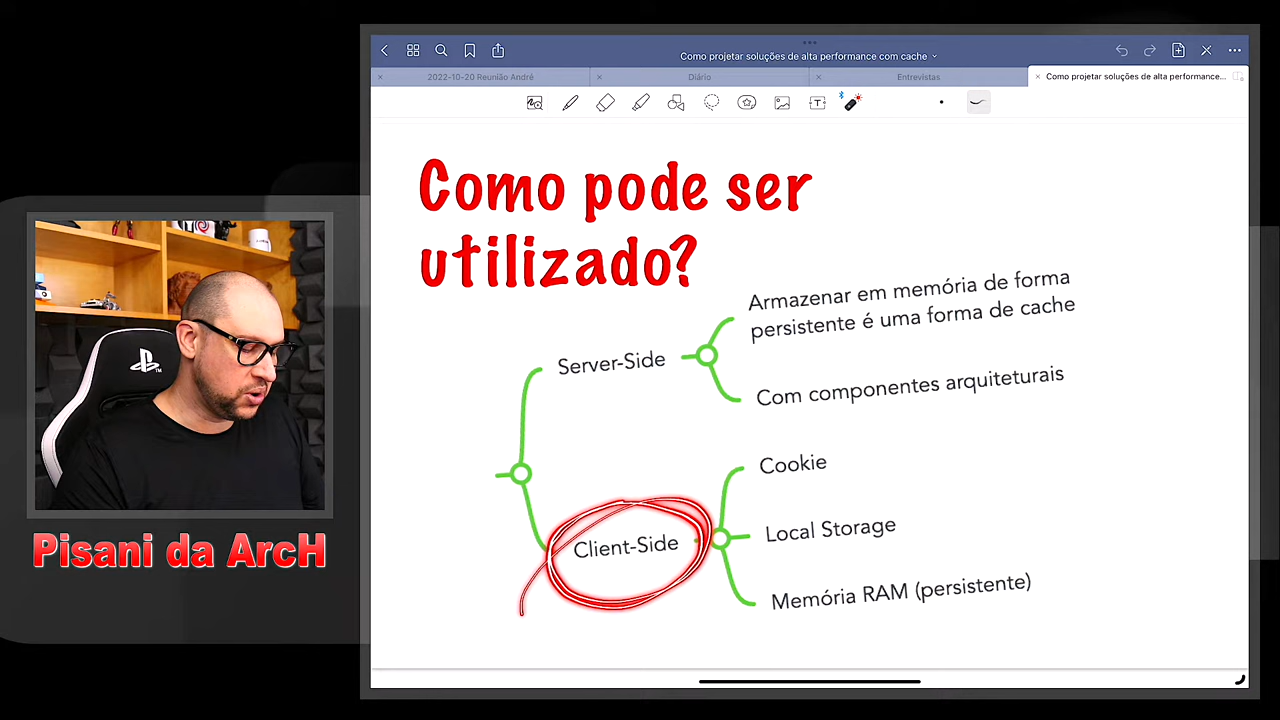 Como projetar soluções de alta performance com cache
2022-10-20 Reunião André
Diário
Entrevistas
Como projetar soluções de alta performance...
Como pode ser
utilizado?
Armazenar em memória de forma
persistente é uma forma de cache
Server-Side
Com componentes arquiteturais
Cookie
Client-Side
Local Storage
Memória RAM (persistente)
Pisani da ArcH